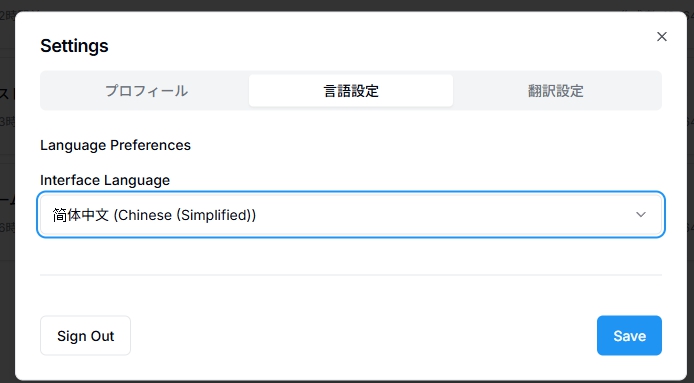 Settings
プロフィール 言語設定 翻訳設定
Language Preferences
Interface Language
简体中文 (Chinese (Simplified))
Sign Out Save